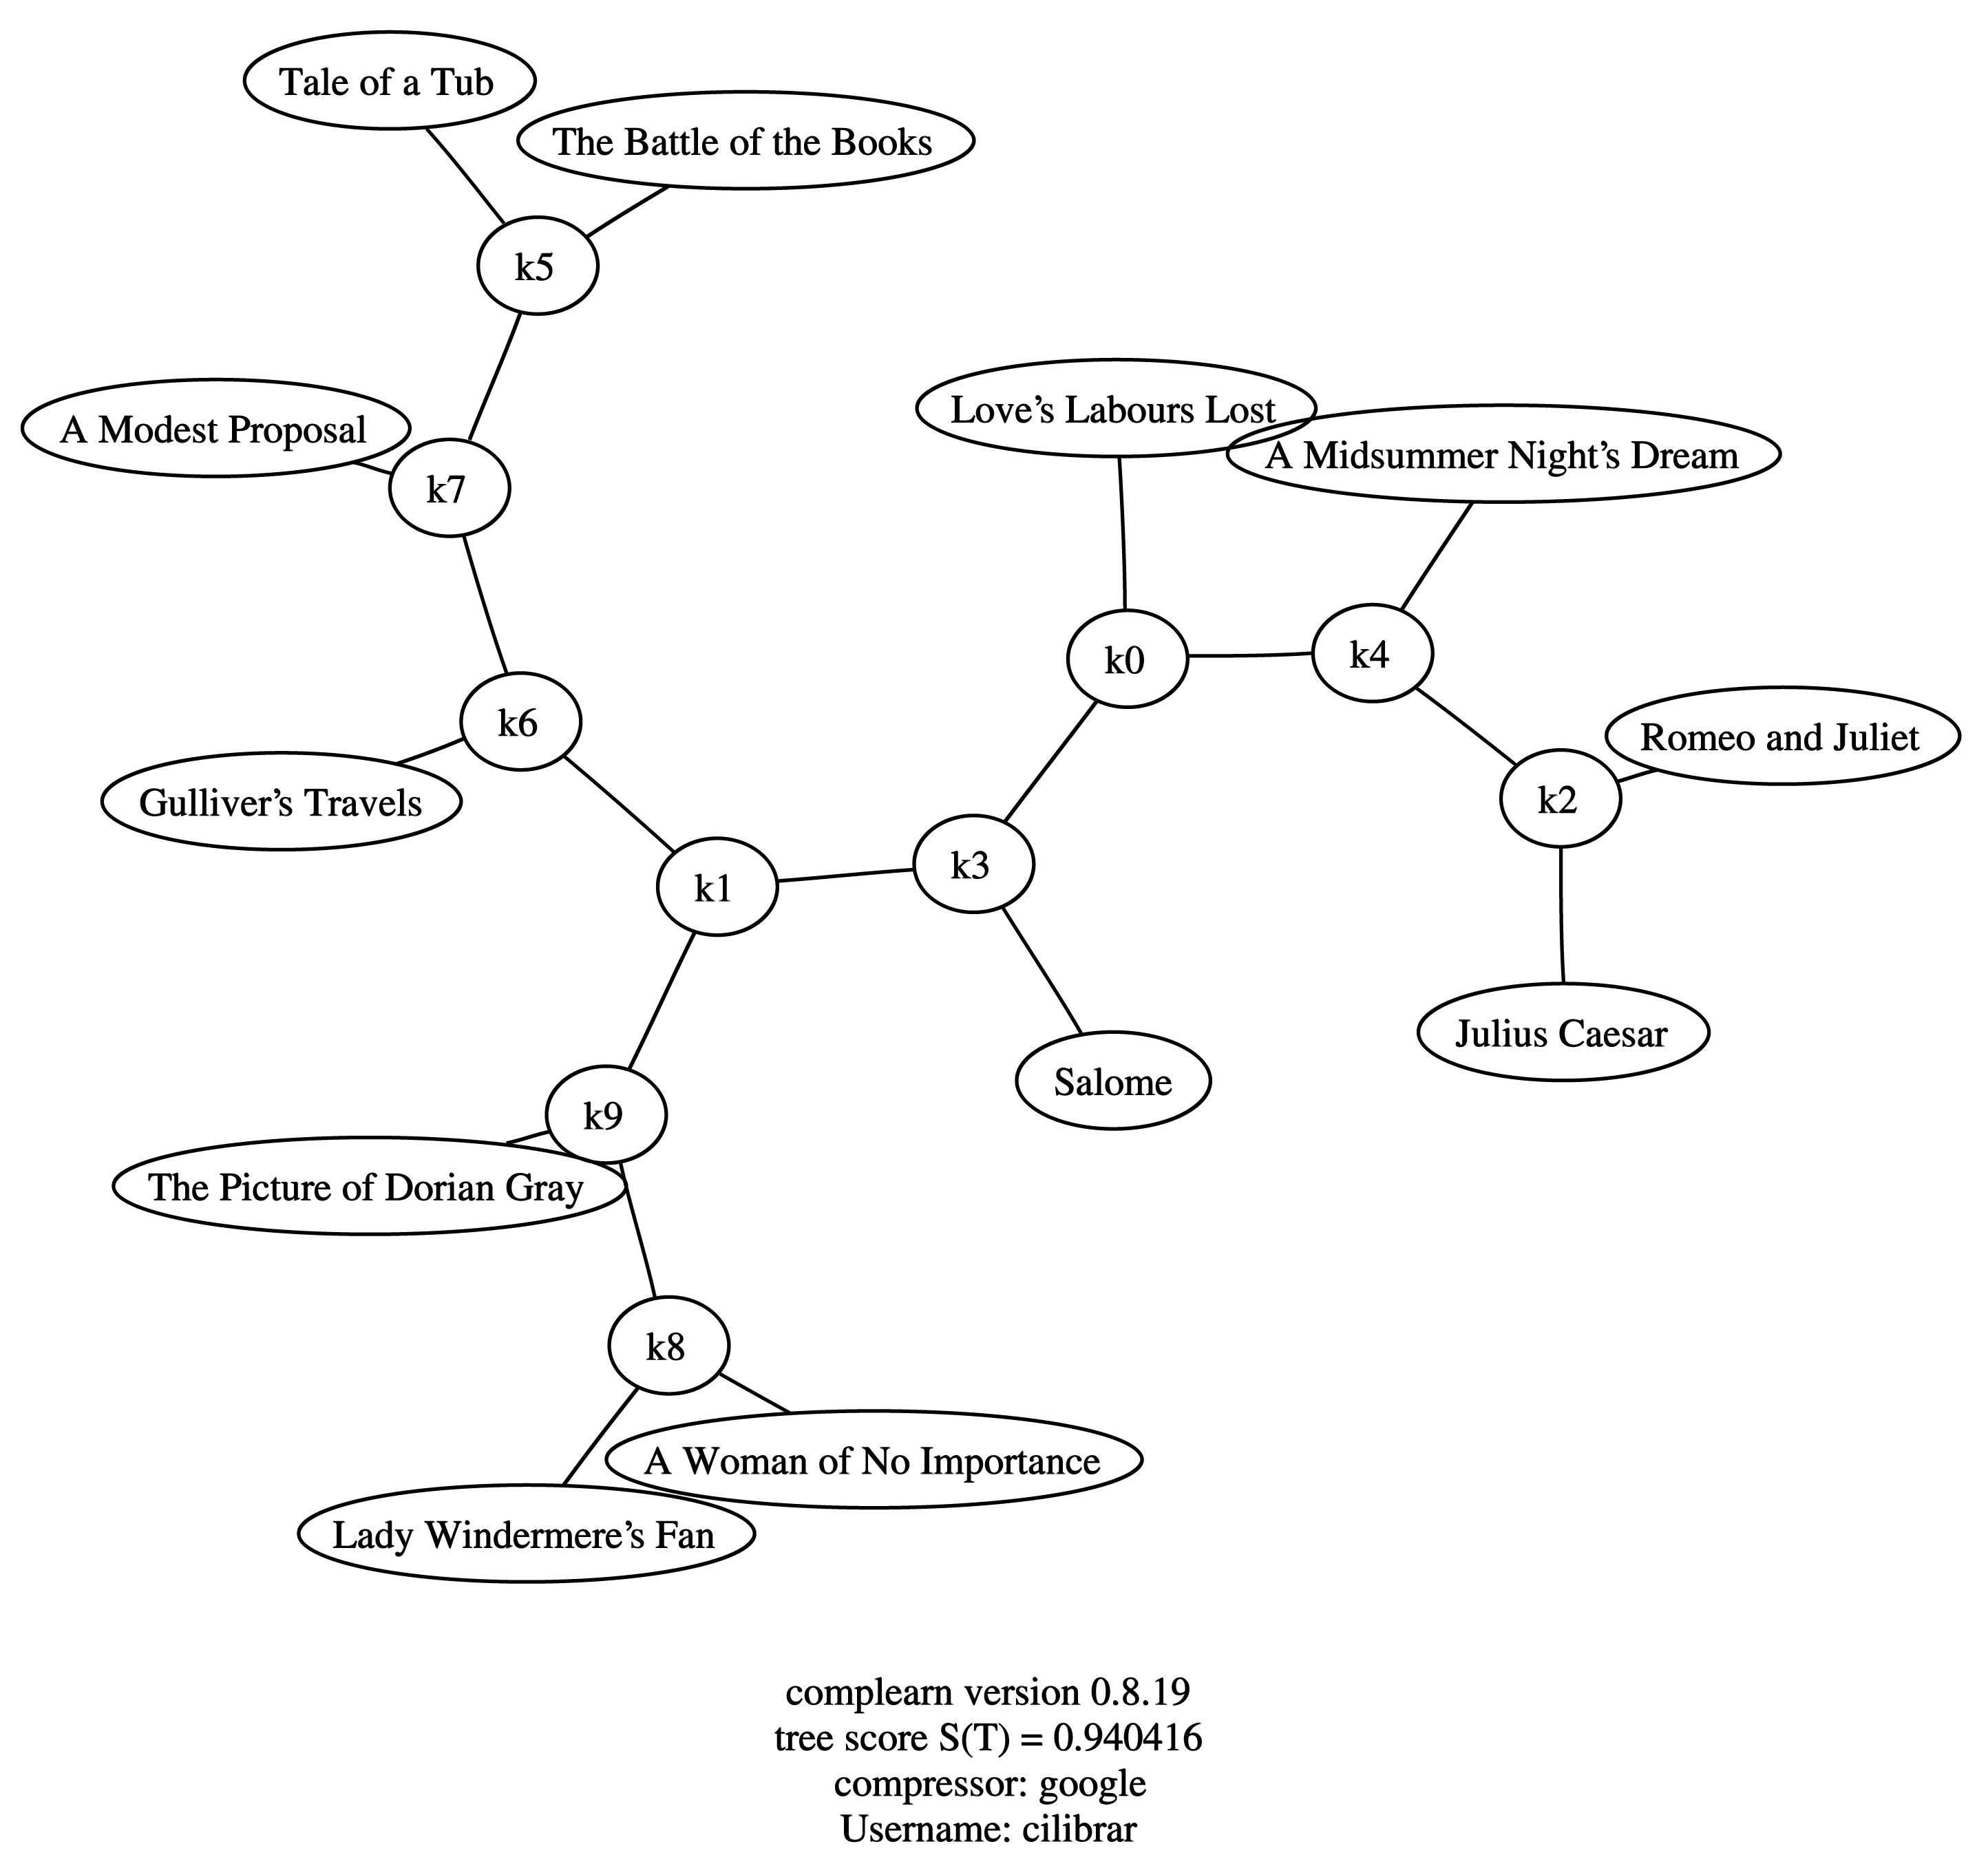 Tale of a Tub
The Battle of the Books
k5
Love’s Labours Lost
A Modest Proposal
A Midsummer Night’s Dream
k7
k0
k4
k6
Romeo and Juliet
Gulliver’s Travels
k2
k3
k1
Julius Caesar
Salome
k9
The Picture of Dorian Gray
k8
A Woman of No Importance
Lady Windermere’s Fan
complearn version 0.8.19
tree score S(T) = 0.940416
compressor: google
Username: cilibrar